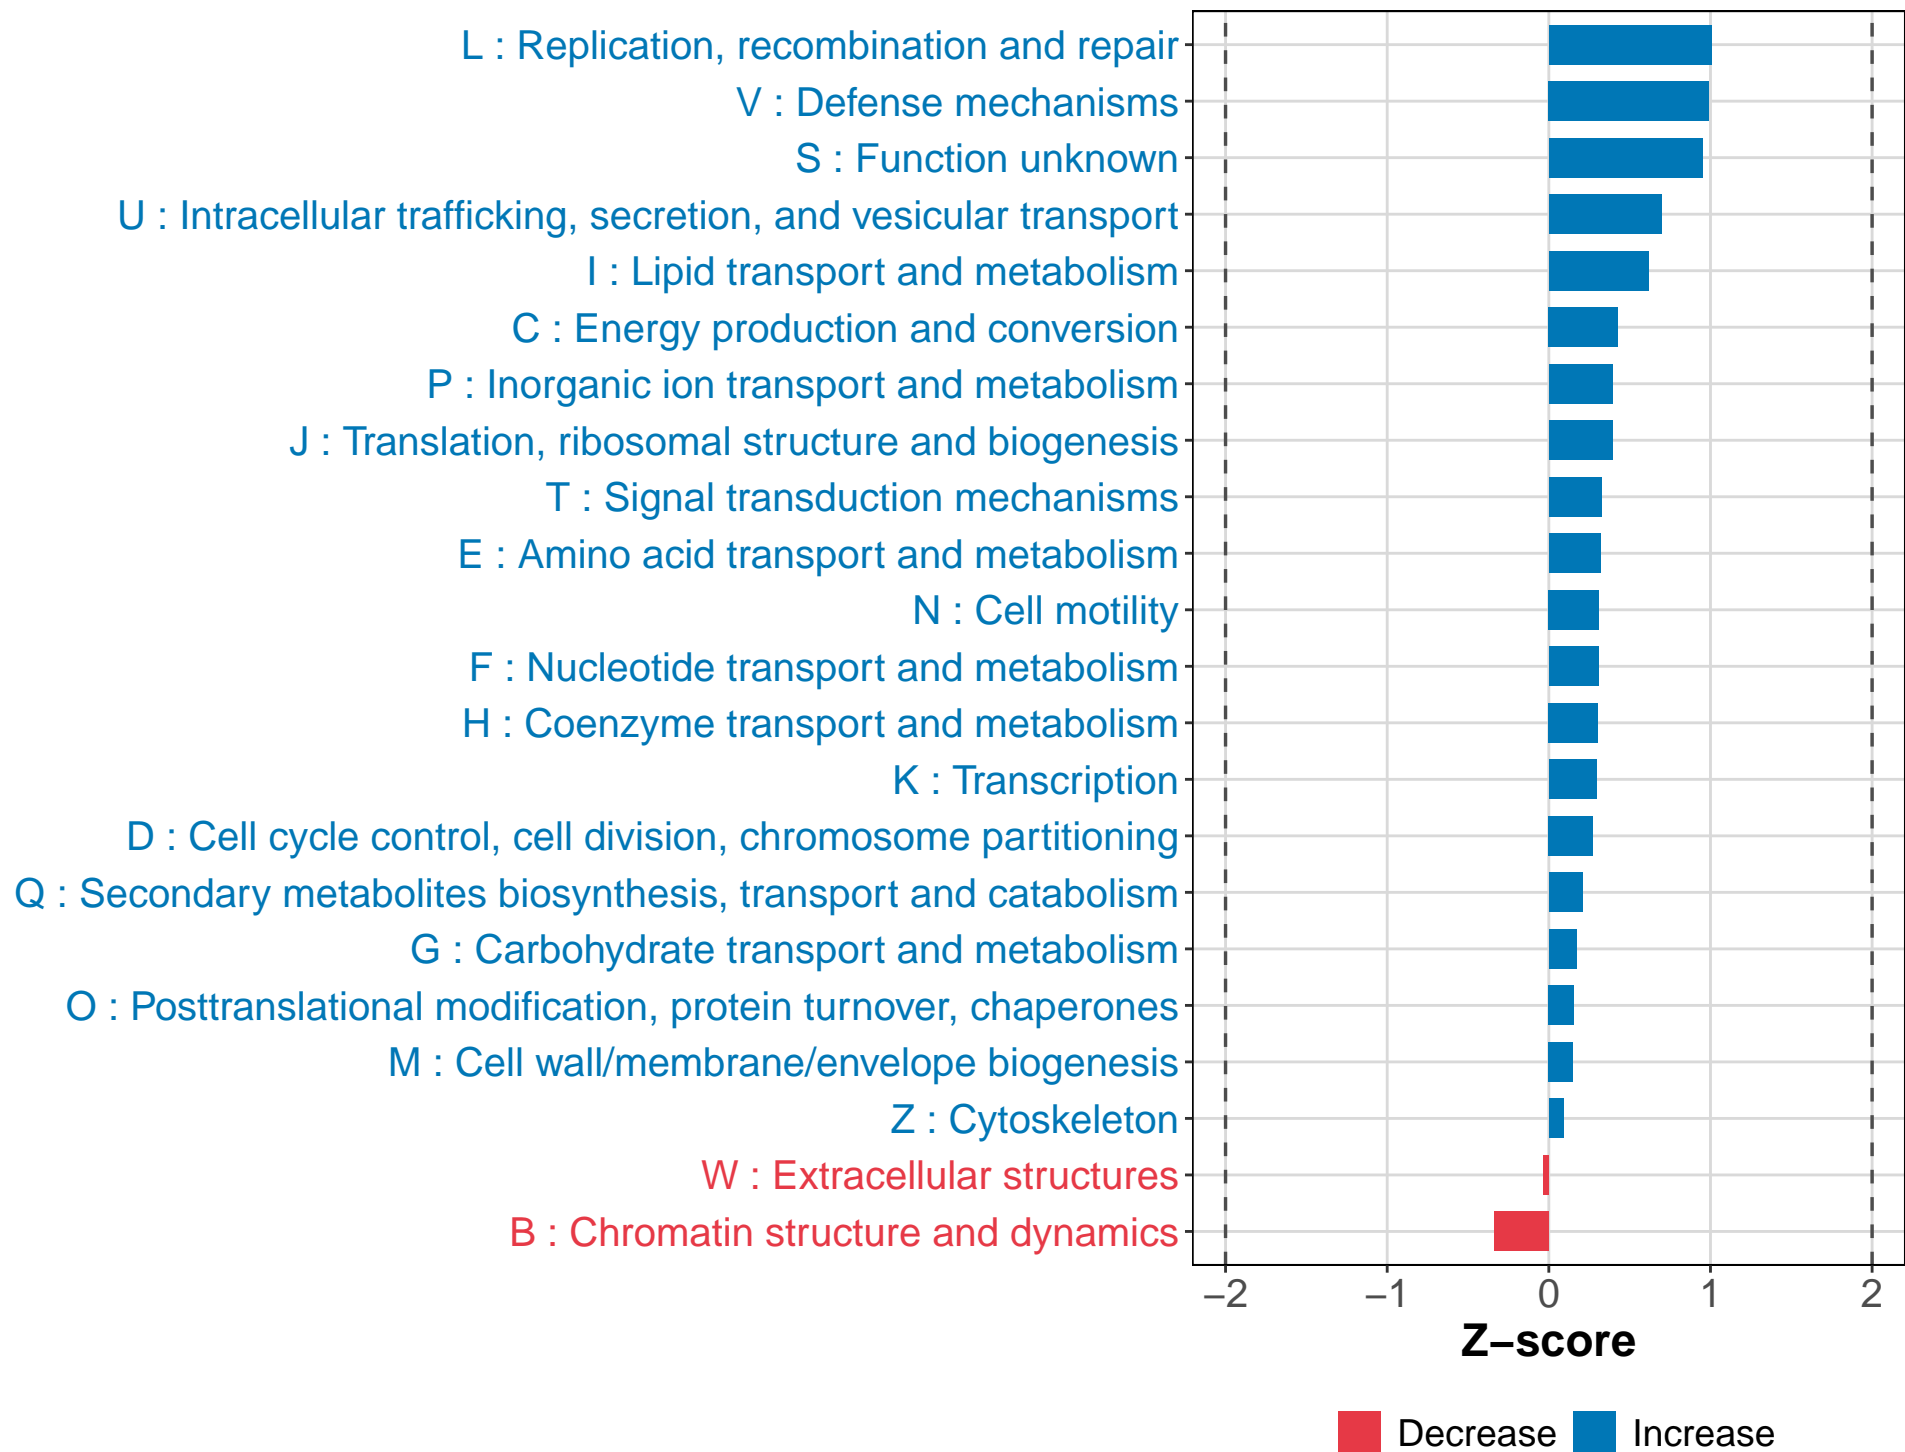 L : Replication, recombination and repair
V : Defense mechanisms
S : Function unknown
U : Intracellular trafficking, secretion, and vesicular transport
I : Lipid transport and metabolism
C : Energy production and conversion
P : Inorganic ion transport and metabolism
J : Translation, ribosomal structure and biogenesis
T : Signal transduction mechanisms
E : Amino acid transport and metabolism
N : Cell motility
F : Nucleotide transport and metabolism
H : Coenzyme transport and metabolism
K : Transcription
D : Cell cycle control, cell division, chromosome partitioning
Q : Secondary metabolites biosynthesis, transport and catabolism
G : Carbohydrate transport and metabolism
O : Posttranslational modification, protein turnover, chaperones
M : Cell wall/membrane/envelope biogenesis
Z : Cytoskeleton
W : Extracellular structures
B : Chromatin structure and dynamics
−2 −1 0 1 2
Z−score
Decrease Increase